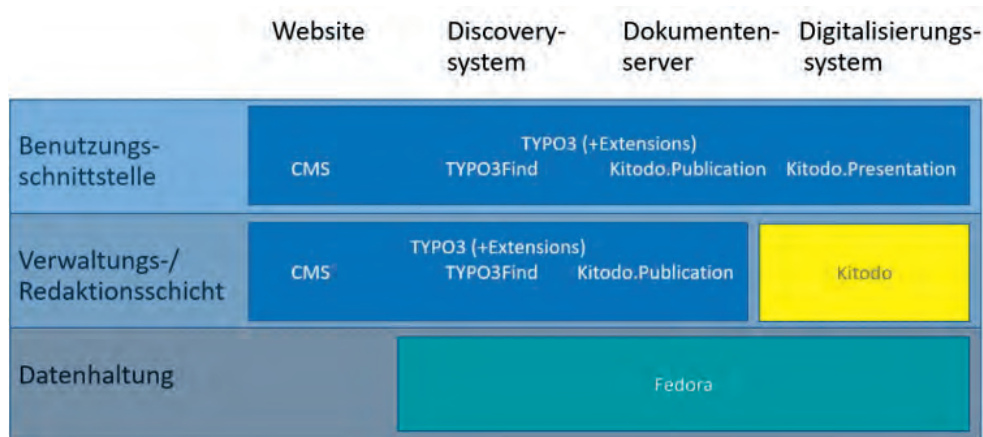 Website Discovery- Dokumenten- Digitalisierungs-
system server system
Benutzungs-
schnittstelle
TYPO3 (+Extensions)
CMS TYPO3Find Kitodo.Publication Kitodo.Presentation
Verwaltungs-/
Redaktionsschicht
TYPO3 (+Extensions)
CMS TYPO3Find Kitodo.Publication
Kitodo
Datenhaltung
Fedora